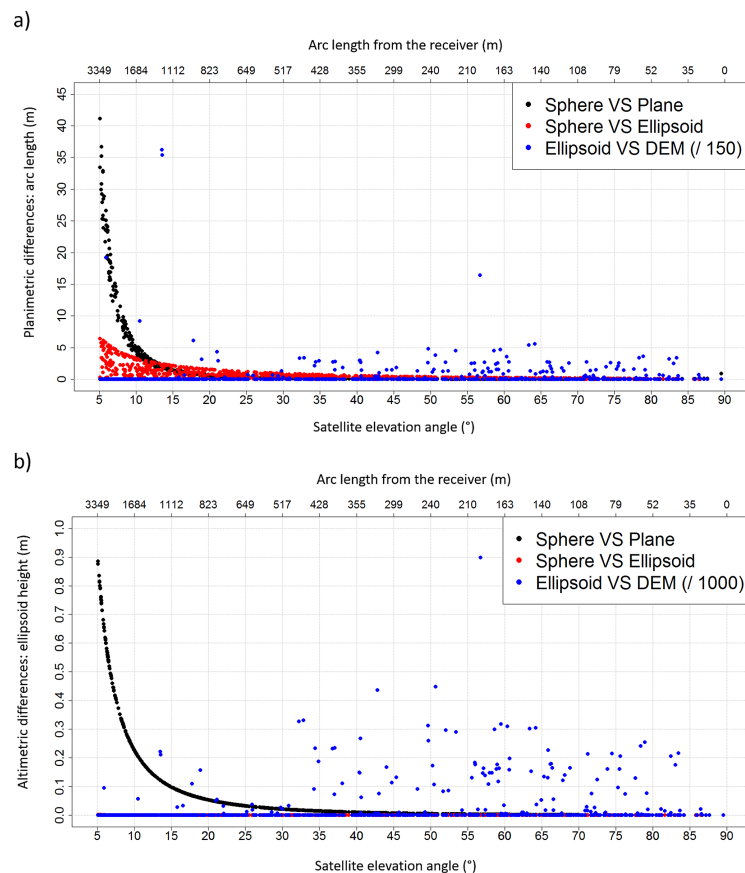 a)
Arc length from the receiver (m)
3349 1684 1112 823 649 517 428 355 299 240 210 163 140 108 79 52 35 0
Planimetric differences: arc length (m)
45
40
35
30
25
20
15
10
5
0
Sphere VS Plane
Sphere VS Ellipsoid
Ellipsoid VS DEM (/ 150)
5 10 15 20 25 30 35 40 45 50 55 60 65 70 75 80 85 90
Satellite elevation angle (°)
b)
Arc length from the receiver (m)
3349 1684 1112 823 649 517 428 355 299 240 210 163 140 108 79 52 35 0
Altimetric differences: ellipsoid height (m)
1.0
0.9
0.8
0.7
0.6
0.5
0.4
0.3
0.2
0.1
0.0
Sphere VS Plane
Sphere VS Ellipsoid
Ellipsoid VS DEM (/ 1000)
5 10 15 20 25 30 35 40 45 50 55 60 65 70 75 80 85 90
Satellite elevation angle (°)